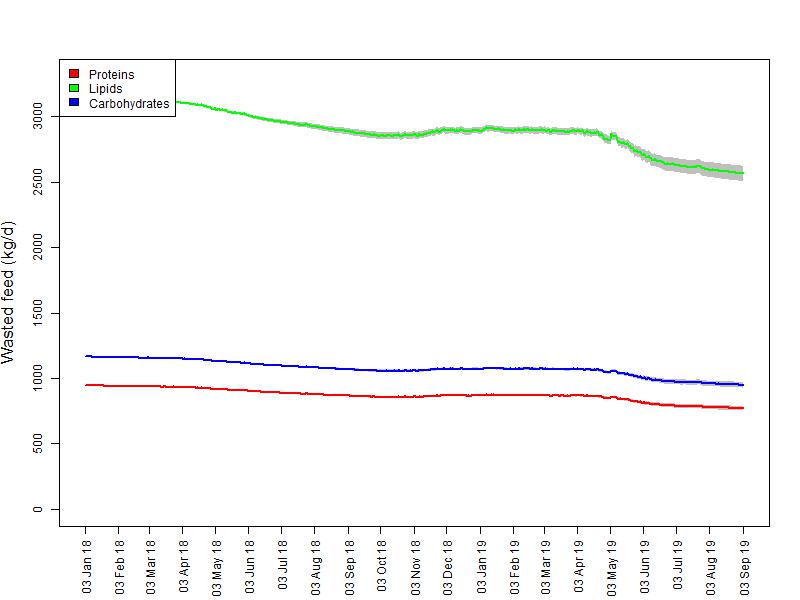 Proteins
Lipids
Carbohydrates
Wasted feed (kg/d)
3000
2500
2000
1500
1000
500
0
03 Jan 18
03 Feb 18
03 Mar 18
03 Apr 18
03 May 18
03 Jun 18
03 Jul 18
03 Aug 18
03 Sep 18
03 Oct 18
03 Nov 18
03 Dec 18
03 Jan 19
03 Feb 19
03 Mar 19
03 Apr 19
03 May 19
03 Jun 19
03 Jul 19
03 Aug 19
03 Sep 19